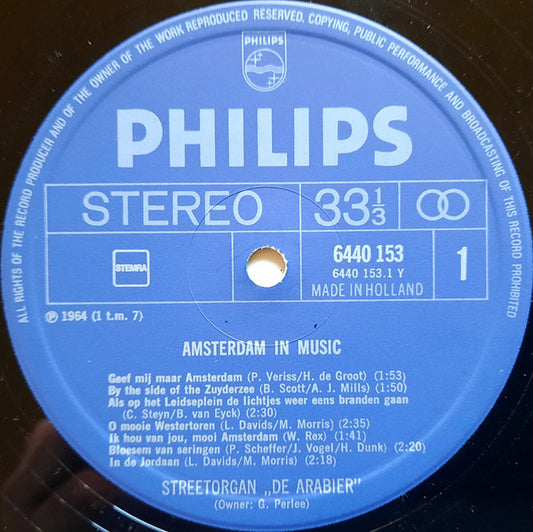 ALL RIGHTS OF THE RECORD PRODUCER AND OF THE OWNER OF THE WORK REPRODUCED RESERVED. COPYING, PUBLIC PERFORMANCE AND BROADCASTING OF THIS RECORD PROHIBITED
PHILIPS
PHILIPS
STEREO 33 1/3
STEMRA
6440 153
6440 153.1 Y
MADE IN HOLLAND
1
℗ 1964 (1 t.m. 7)
AMSTERDAM IN MUSIC
Geef mij maar Amsterdam (P. Veriss/H. de Groot) (1:53)
By the side of the Zuyderzee (B. Scott/A. J. Mills) (1:50)
Als op het Leidseplein de lichtjes weer eens branden gaan
(C. Steyn/B. van Eyck) (2:30)
O mooie Westertoren (L. Davids/M. Morris) (2:35)
Ik hou van jou, mooi Amsterdam (W. Rex) (1:41)
Bloesem van seringen (P. Scheffer/J. Vogel/H. Dunk) (2:20)
In de Jordaan (L. Davids/M. Morris) (2:18)
STREETORGAN „DE ARABIER"
(Owner: G. Perlee)